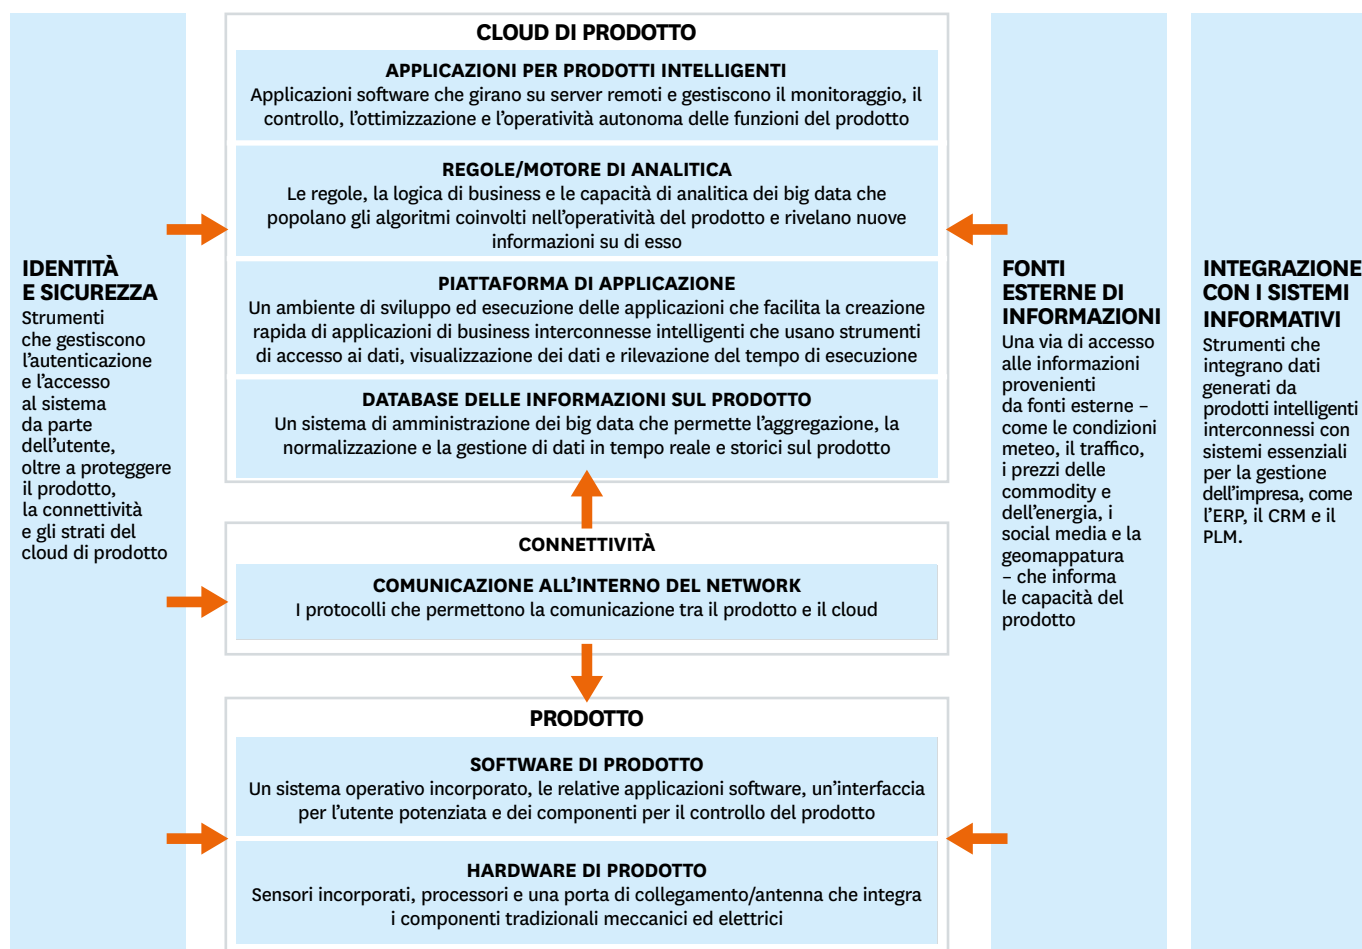 CLOUD DI PRODOTTO
APPLICAZIONI PER PRODOTTI INTELLIGENTI
Applicazioni software che girano su server remoti e gestiscono il monitoraggio, il
controllo, l’ottimizzazione e l’operatività autonoma delle funzioni del prodotto
REGOLE/MOTORE DI ANALITICA
Le regole, la logica di business e le capacità di analitica dei big data che
popolano gli algoritmi coinvolti nell’operatività del prodotto e rivelano nuove
informazioni su di esso
PIATTAFORMA DI APPLICAZIONE
Un ambiente di sviluppo ed esecuzione delle applicazioni che facilita la creazione
rapida di applicazioni di business interconnesse intelligenti che usano strumenti
di accesso ai dati, visualizzazione dei dati e rilevazione del tempo di esecuzione
DATABASE DELLE INFORMAZIONI SUL PRODOTTO
Un sistema di amministrazione dei big data che permette l’aggregazione, la
normalizzazione e la gestione di dati in tempo reale e storici sul prodotto
CONNETTIVITÀ
COMUNICAZIONE ALL’INTERNO DEL NETWORK
I protocolli che permettono la comunicazione tra il prodotto e il cloud
PRODOTTO
SOFTWARE DI PRODOTTO
Un sistema operativo incorporato, le relative applicazioni software, un’interfaccia
per l’utente potenziata e dei componenti per il controllo del prodotto
HARDWARE DI PRODOTTO
Sensori incorporati, processori e una porta di collegamento/antenna che integra
i componenti tradizionali meccanici ed elettrici
IDENTITÀ
E SICUREZZA
Strumenti
che gestiscono
l’autenticazione
e l’accesso
al sistema
da parte
dell’utente,
oltre a proteggere
il prodotto,
la connettività
e gli strati del
cloud di prodotto
FONTI
ESTERNE DI
INFORMAZIONI
Una via di accesso
alle informazioni
provenienti
da fonti esterne –
come le condizioni
meteo, il traffico,
i prezzi delle
commodity e
dell’energia, i
social media e la
geomappatura
– che informa
le capacità del
prodotto
INTEGRAZIONE
CON I SISTEMI
INFORMATIVI
Strumenti che
integrano dati
generati da
prodotti intelligenti
interconnessi con
sistemi essenziali
per la gestione
dell’impresa, come
l’ERP, il CRM e il
PLM.